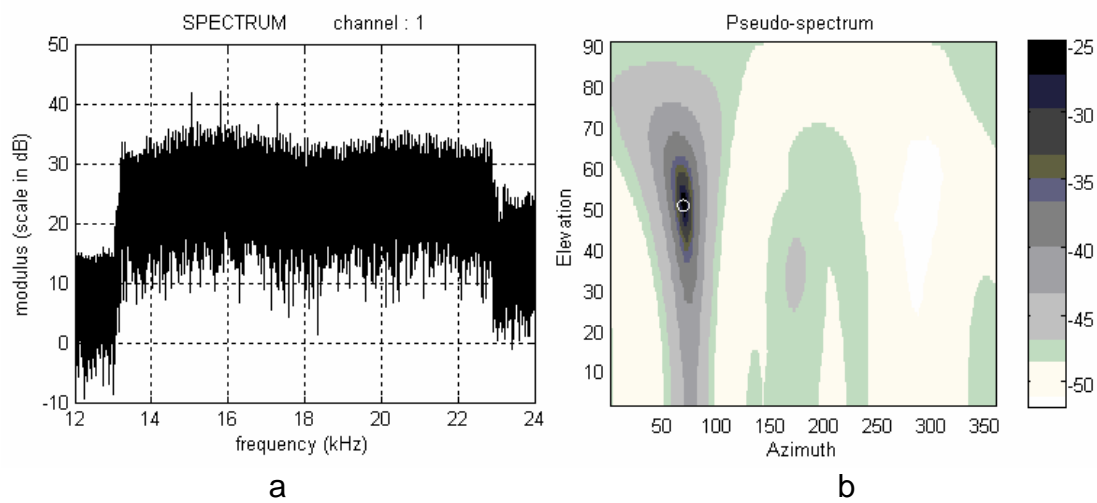 SPECTRUM channel : 1
50
40
30
20
10
0
-10
12 14 16 18 20 22 24
modulus (scale in dB)
frequency (kHz)
a
Pseudo-spectrum
90
80
70
60
50
40
30
20
10
50 100 150 200 250 300 350
Elevation
Azimuth
-25
-30
-35
-40
-45
-50
b